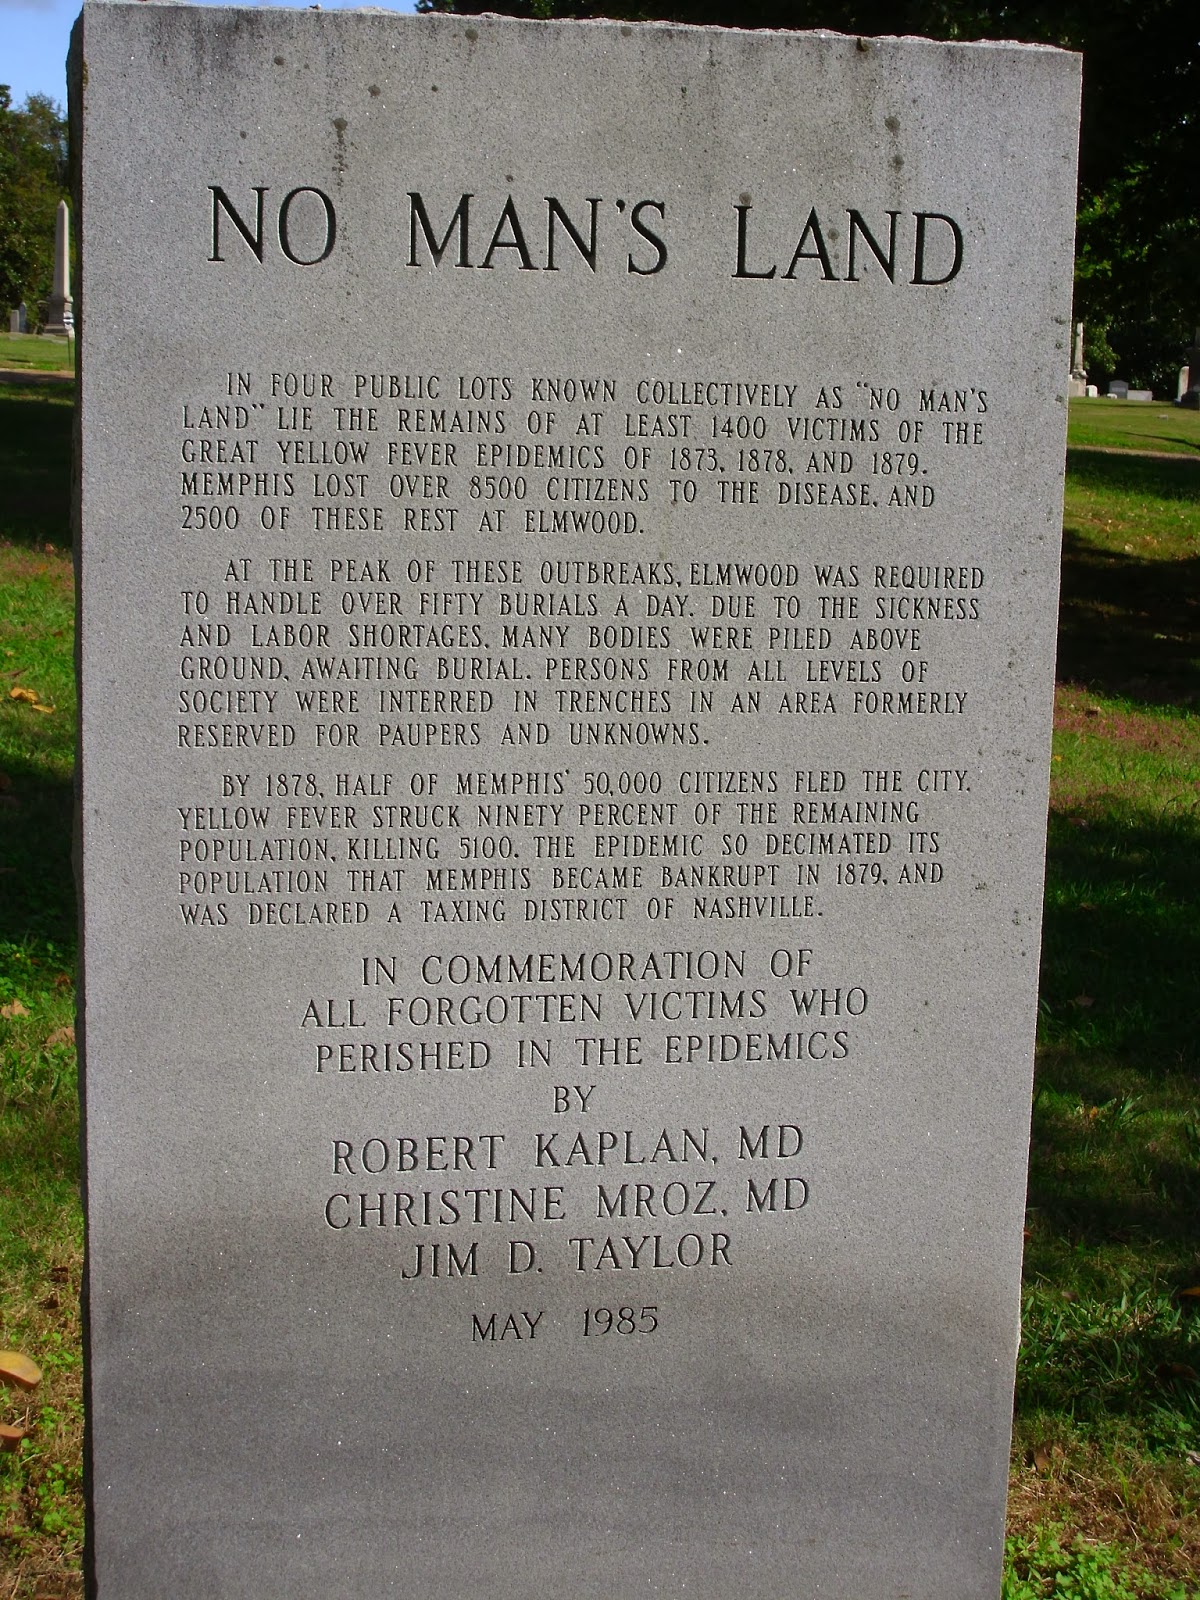 NO MAN'S LAND
IN FOUR PUBLIC LOTS KNOWN COLLECTIVELY AS "NO MAN'S
LAND" LIE THE REMAINS OF AT LEAST 1400 VICTIMS OF THE
GREAT YELLOW FEVER EPIDEMICS OF 1873, 1878, AND 1879.
MEMPHIS LOST OVER 8500 CITIZENS TO THE DISEASE, AND
2500 OF THESE REST AT ELMWOOD.
AT THE PEAK OF THESE OUTBREAKS, ELMWOOD WAS REQUIRED
TO HANDLE OVER FIFTY BURIALS A DAY. DUE TO THE SICKNESS
AND LABOR SHORTAGES, MANY BODIES WERE PILED ABOVE
GROUND, AWAITING BURIAL. PERSONS FROM ALL LEVELS OF
SOCIETY WERE INTERRED IN TRENCHES IN AN AREA FORMERLY
RESERVED FOR PAUPERS AND UNKNOWNS.
BY 1878, HALF OF MEMPHIS' 50,000 CITIZENS FLED THE CITY.
YELLOW FEVER STRUCK NINETY PERCENT OF THE REMAINING
POPULATION, KILLING 5100. THE EPIDEMIC SO DECIMATED ITS
POPULATION THAT MEMPHIS BECAME BANKRUPT IN 1879, AND
WAS DECLARED A TAXING DISTRICT OF NASHVILLE.
IN COMMEMORATION OF
ALL FORGOTTEN VICTIMS WHO
PERISHED IN THE EPIDEMICS
BY
ROBERT KAPLAN, MD
CHRISTINE MROZ, MD
JIM D. TAYLOR
MAY 1985